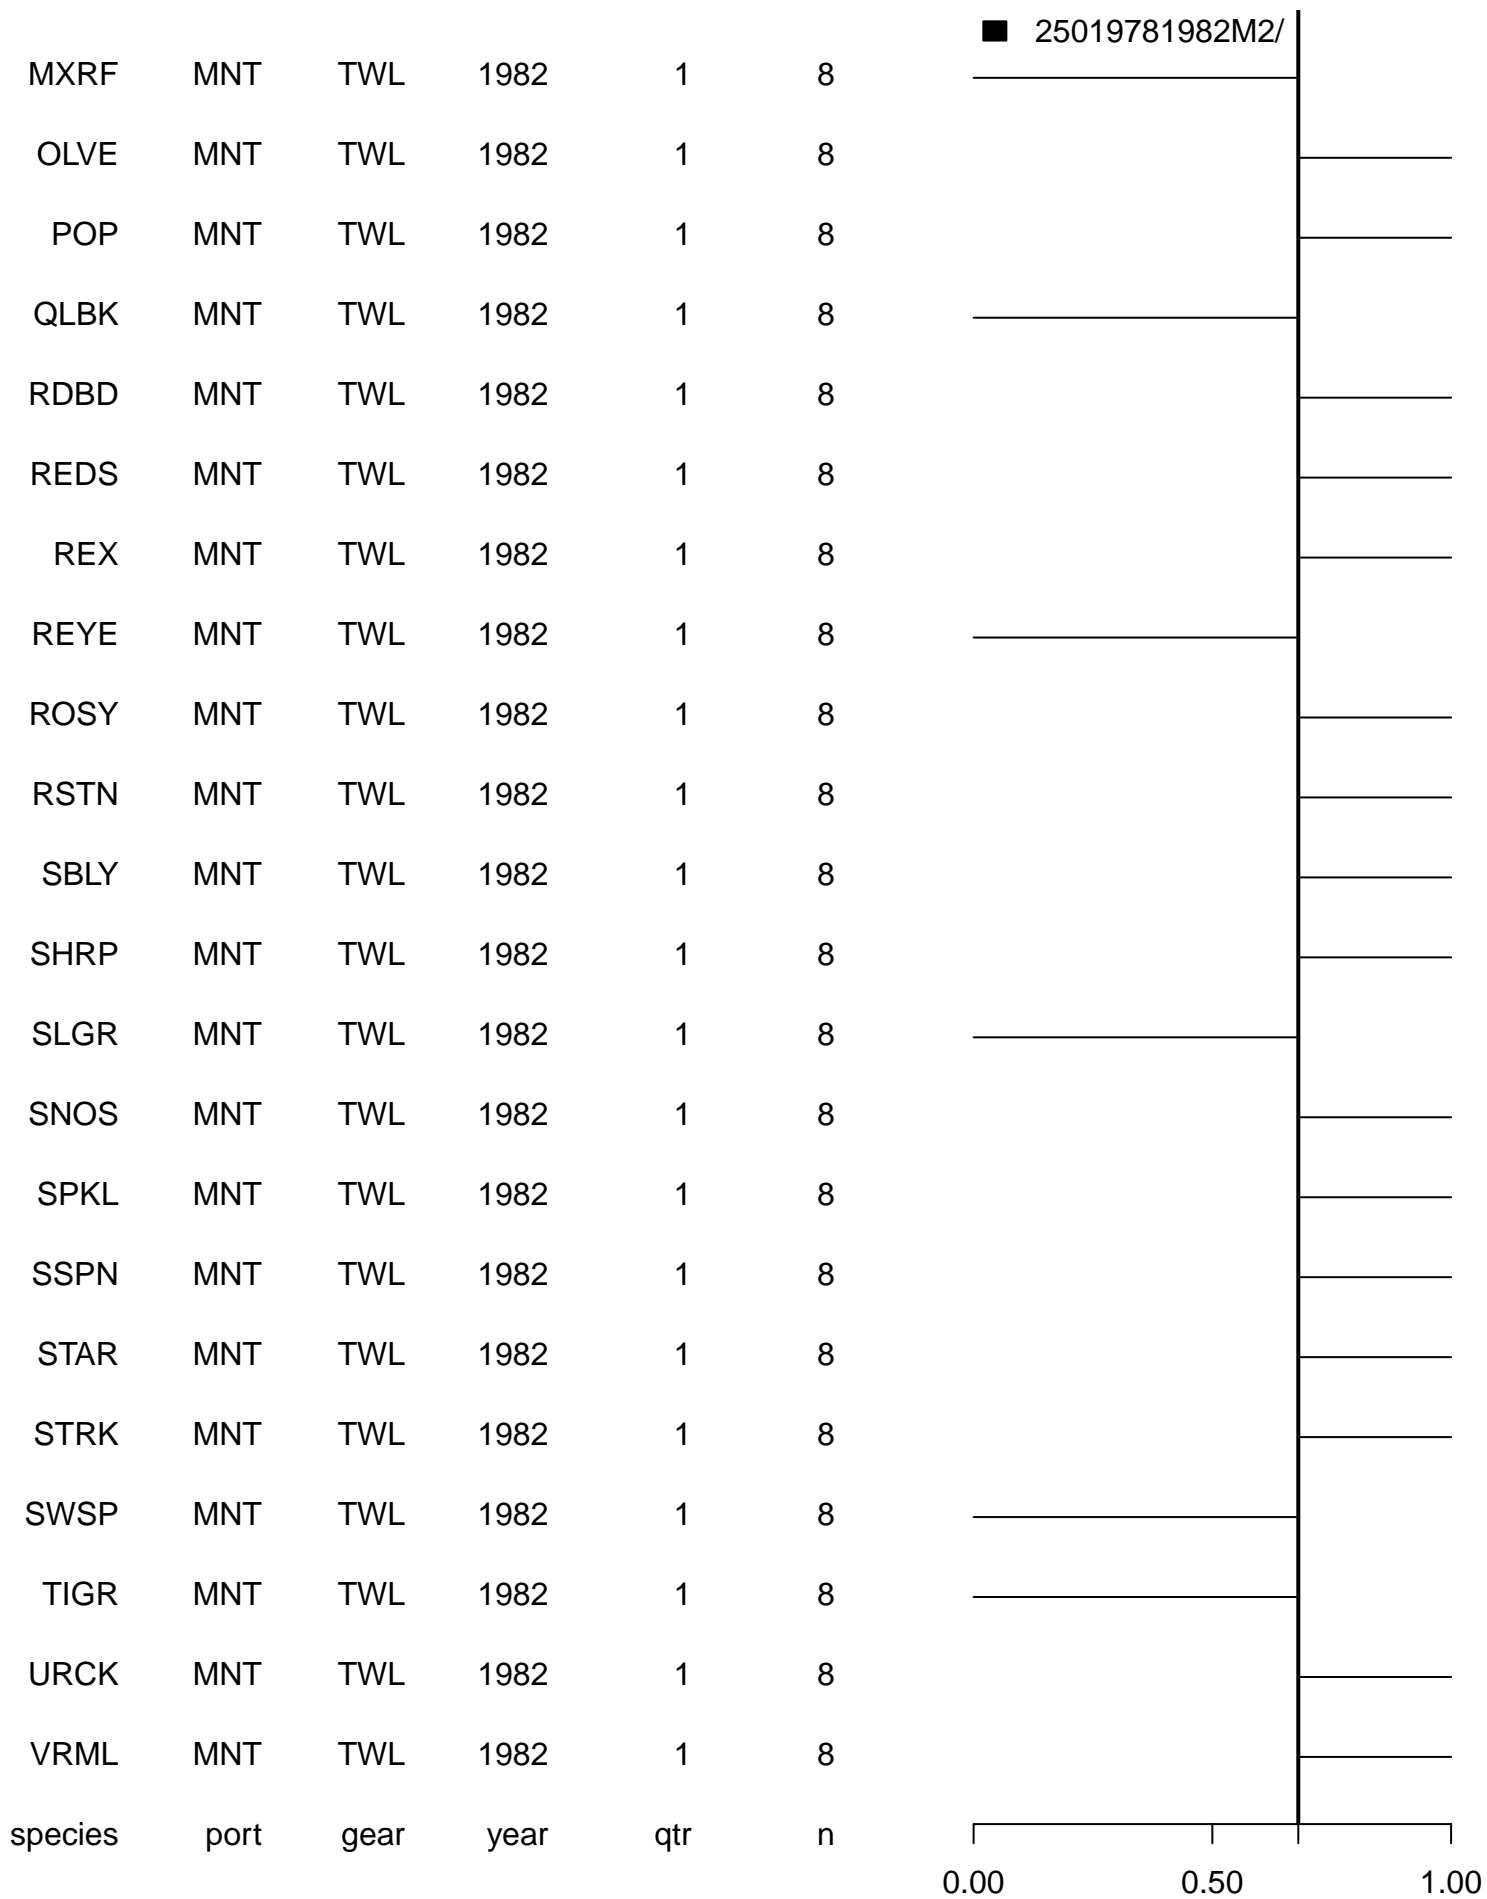 25019781982M2/
MXRF MNT TWL 1982 1 8
OLVE MNT TWL 1982 1 8
POP MNT TWL 1982 1 8
QLBK MNT TWL 1982 1 8
RDBD MNT TWL 1982 1 8
REDS MNT TWL 1982 1 8
REX MNT TWL 1982 1 8
REYE MNT TWL 1982 1 8
ROSY MNT TWL 1982 1 8
RSTN MNT TWL 1982 1 8
SBLY MNT TWL 1982 1 8
SHRP MNT TWL 1982 1 8
SLGR MNT TWL 1982 1 8
SNOS MNT TWL 1982 1 8
SPKL MNT TWL 1982 1 8
SSPN MNT TWL 1982 1 8
STAR MNT TWL 1982 1 8
STRK MNT TWL 1982 1 8
SWSP MNT TWL 1982 1 8
TIGR MNT TWL 1982 1 8
URCK MNT TWL 1982 1 8
VRML MNT TWL 1982 1 8
species port gear year qtr n
0.00 0.50 1.00